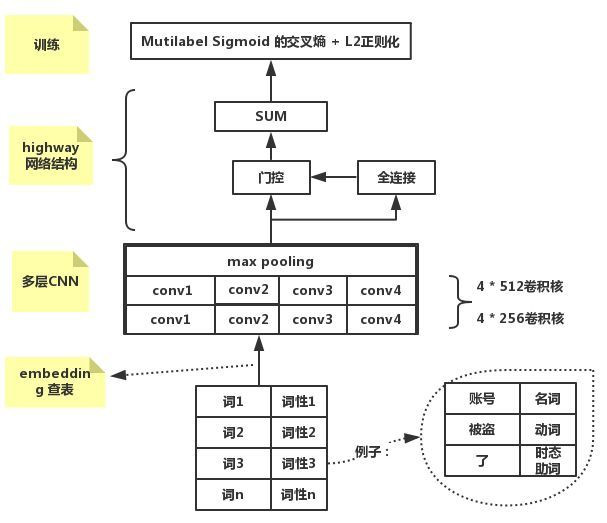 训练
Mutilabel Sigmoid 的交叉熵 + L2正则化
SUM
highway
网络结构
门控
全连接
max pooling
多层CNN
conv1 conv2 conv3 conv4
4 * 512卷积核
conv1 conv2 conv3 conv4
4 * 256卷积核
embeddin
g 查表
词1 词性1
词2 词性2
词3 词性3
词n 词性n
例子：
账号 名词
被盗 动词
了 时态
助词